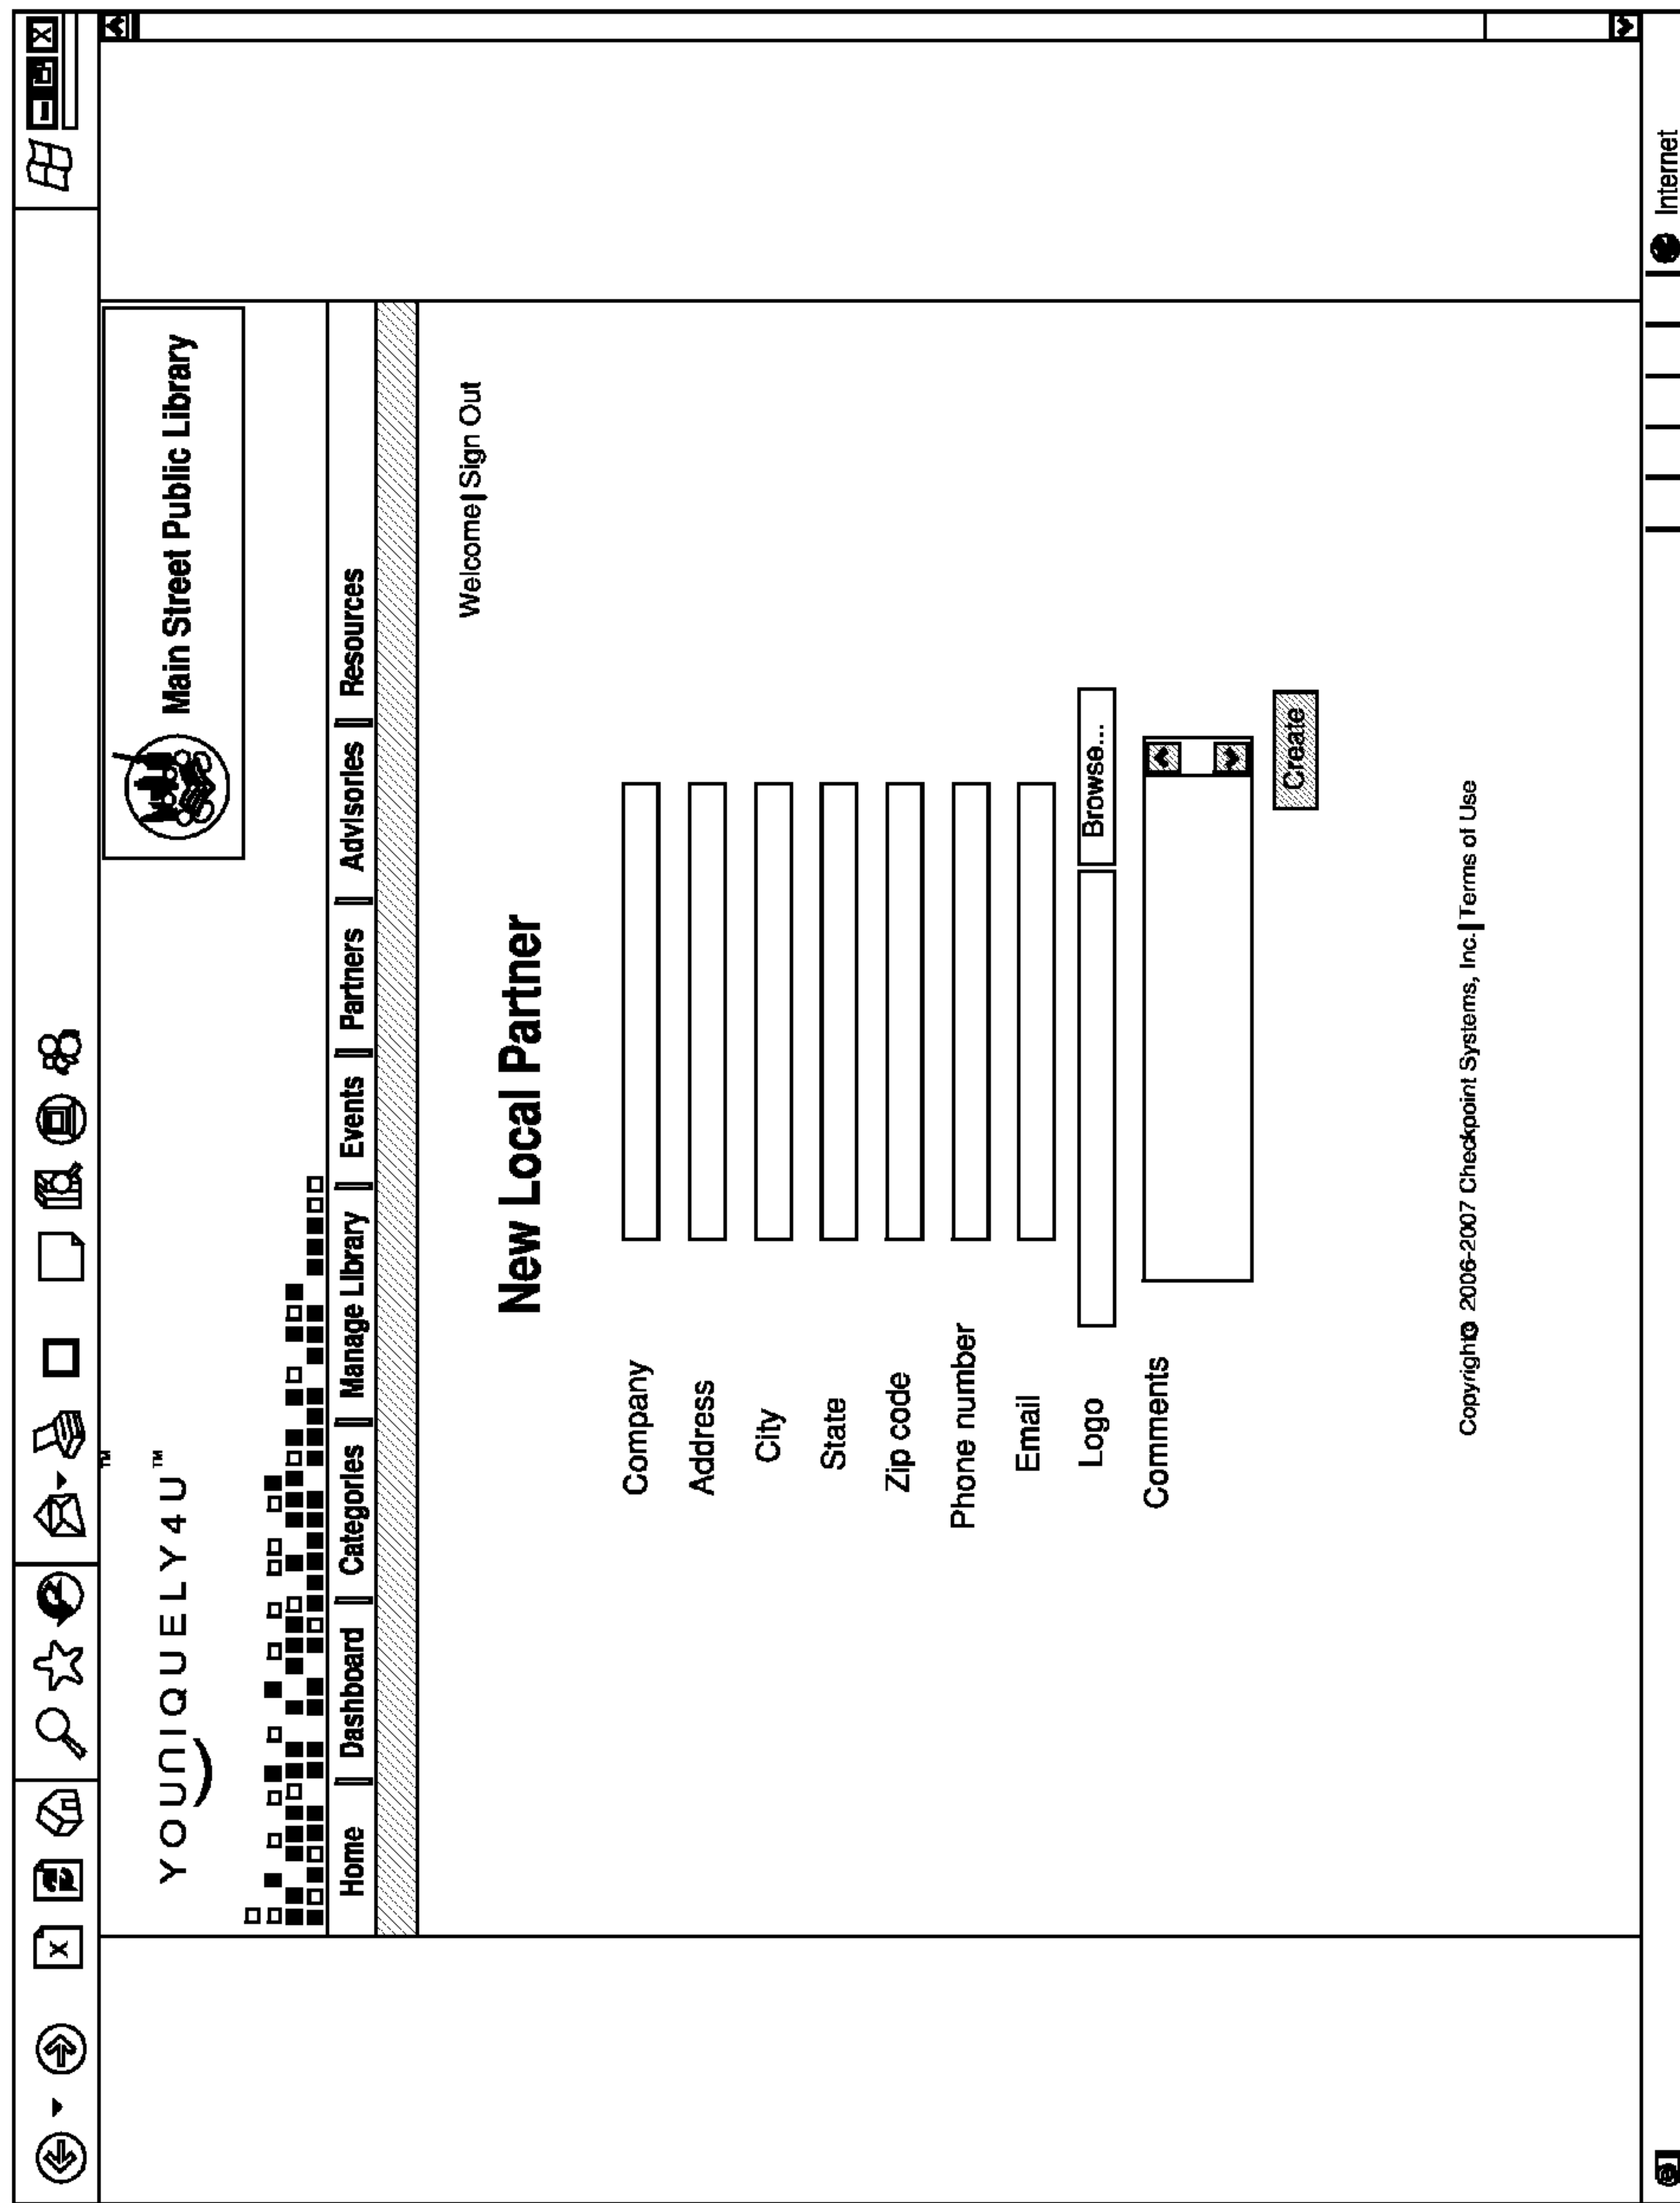 TM
YOUNIQUELY4U™
Main Street Public Library
Home | Dashboard | Categories | Manage Library | Events | Partners | Advisories | Resources
Welcome | Sign Out
New Local Partner
Company
Address
City
State
Zip code
Phone number
Email
Logo
Browse...
Comments
Create
Copyright© 2006-2007 Checkpoint Systems, Inc. | Terms of Use
Internet